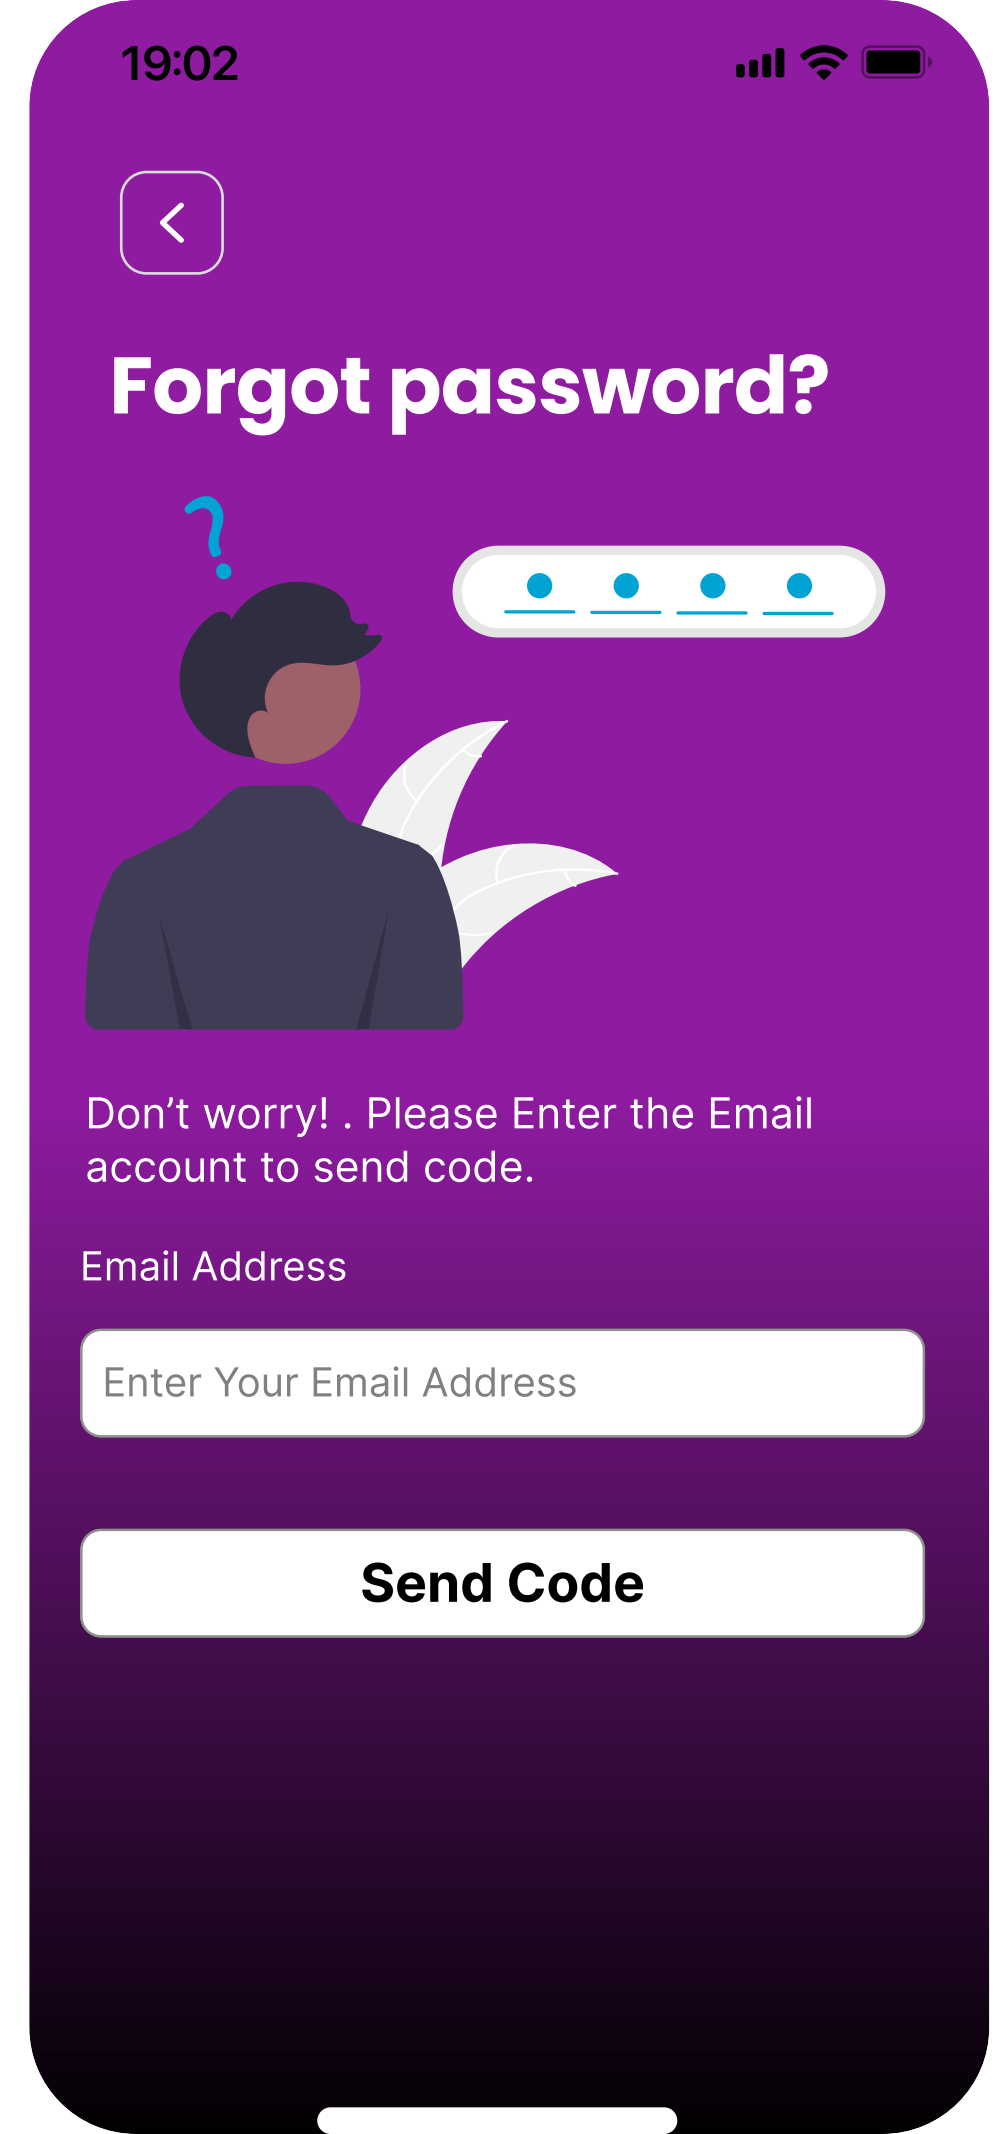 19:02
Forgot password?
?
Don’t worry! . Please Enter the Email
account to send code.
Email Address
Enter Your Email Address
Send Code